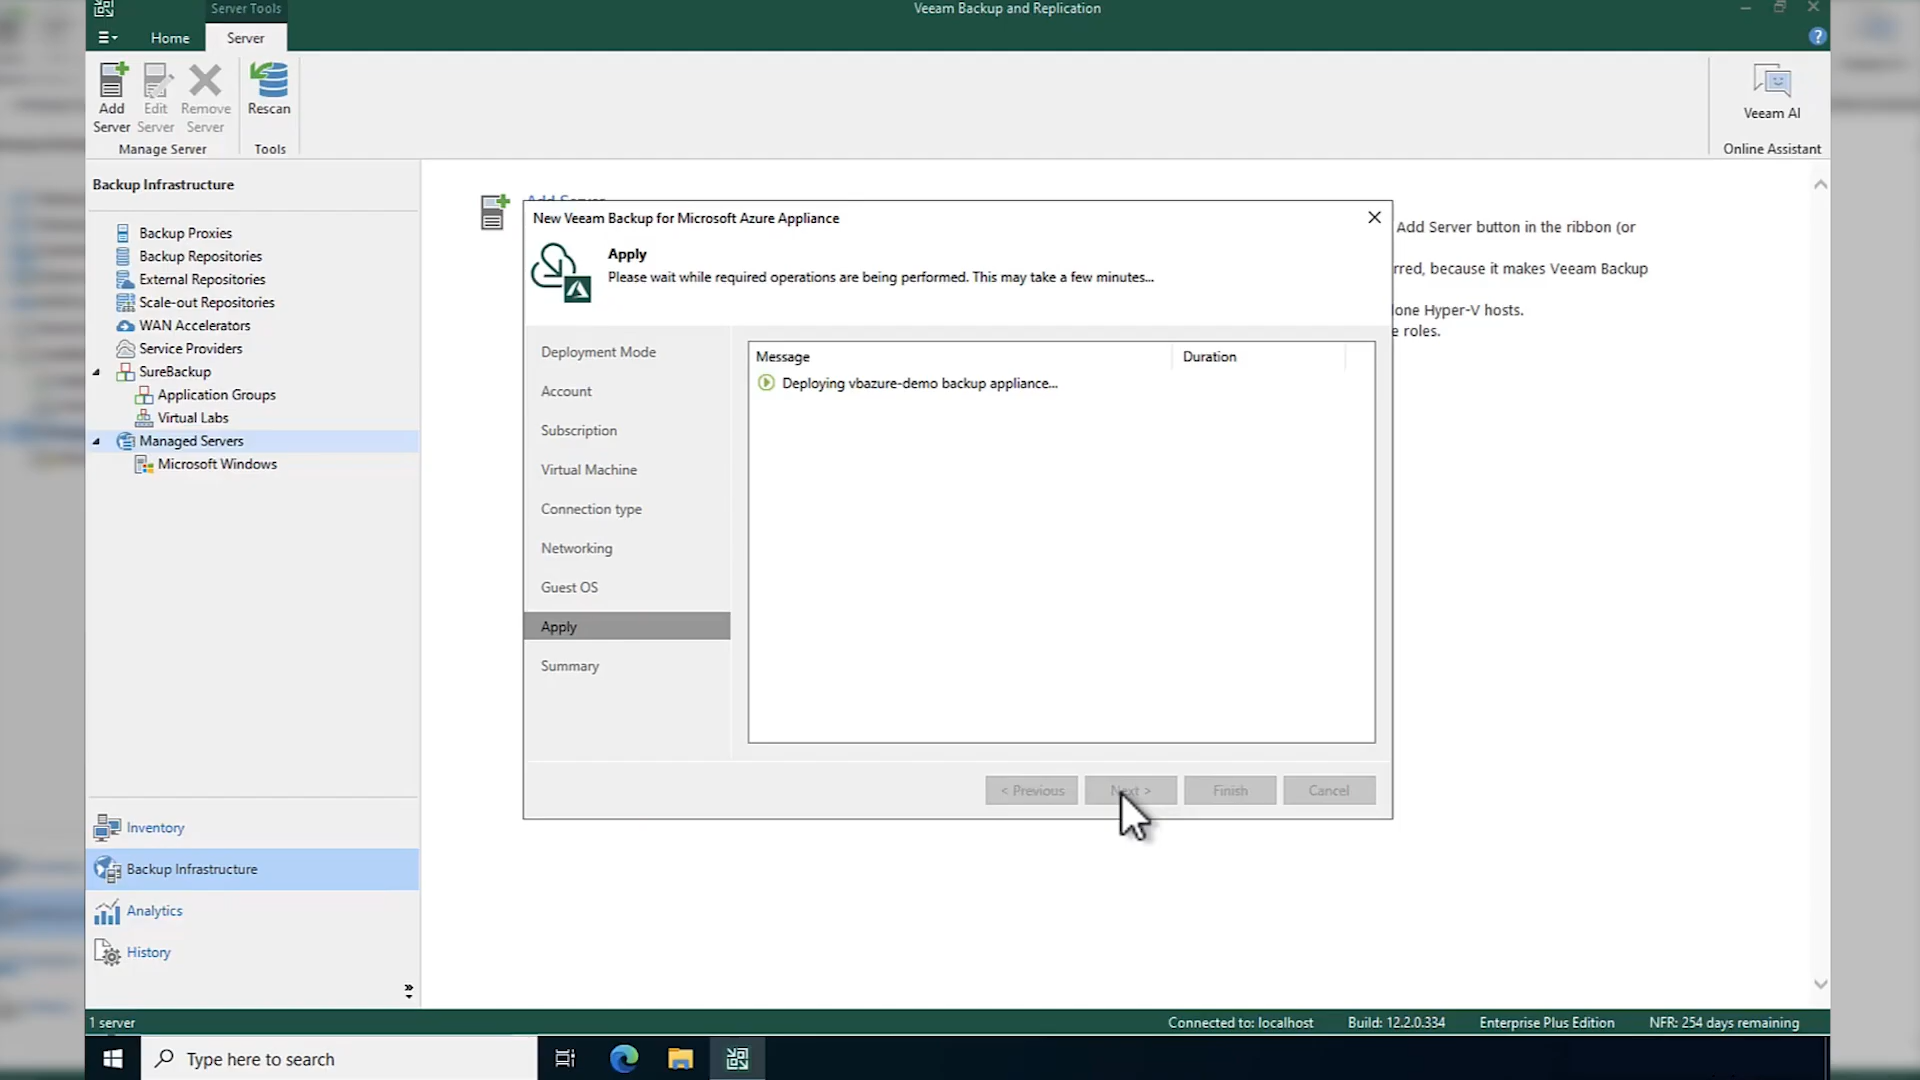 Server Tools
Veeam Backup and Replication
Home
Server
Add Server
Edit Server
Remove Server
Manage Server
Rescan
Tools
Veeam AI
Online Assistant
Backup Infrastructure
Backup Proxies
Backup Repositories
External Repositories
Scale-out Repositories
WAN Accelerators
Service Providers
SureBackup
Application Groups
Virtual Labs
Managed Servers
Microsoft Windows
Inventory
Backup Infrastructure
Analytics
History
Add Server
Add Server button in the ribbon (or
rred, because it makes Veeam Backup
lone Hyper-V hosts.
e roles.
New Veeam Backup for Microsoft Azure Appliance
Apply
Please wait while required operations are being performed. This may take a few minutes...
Deployment Mode
Account
Subscription
Virtual Machine
Connection type
Networking
Guest OS
Apply
Summary
Message
Duration
Deploying vbazure-demo backup appliance...
< Previous
Next >
Finish
Cancel
1 server
Connected to: localhost
Build: 12.2.0.334
Enterprise Plus Edition
NFR: 254 days remaining
Type here to search